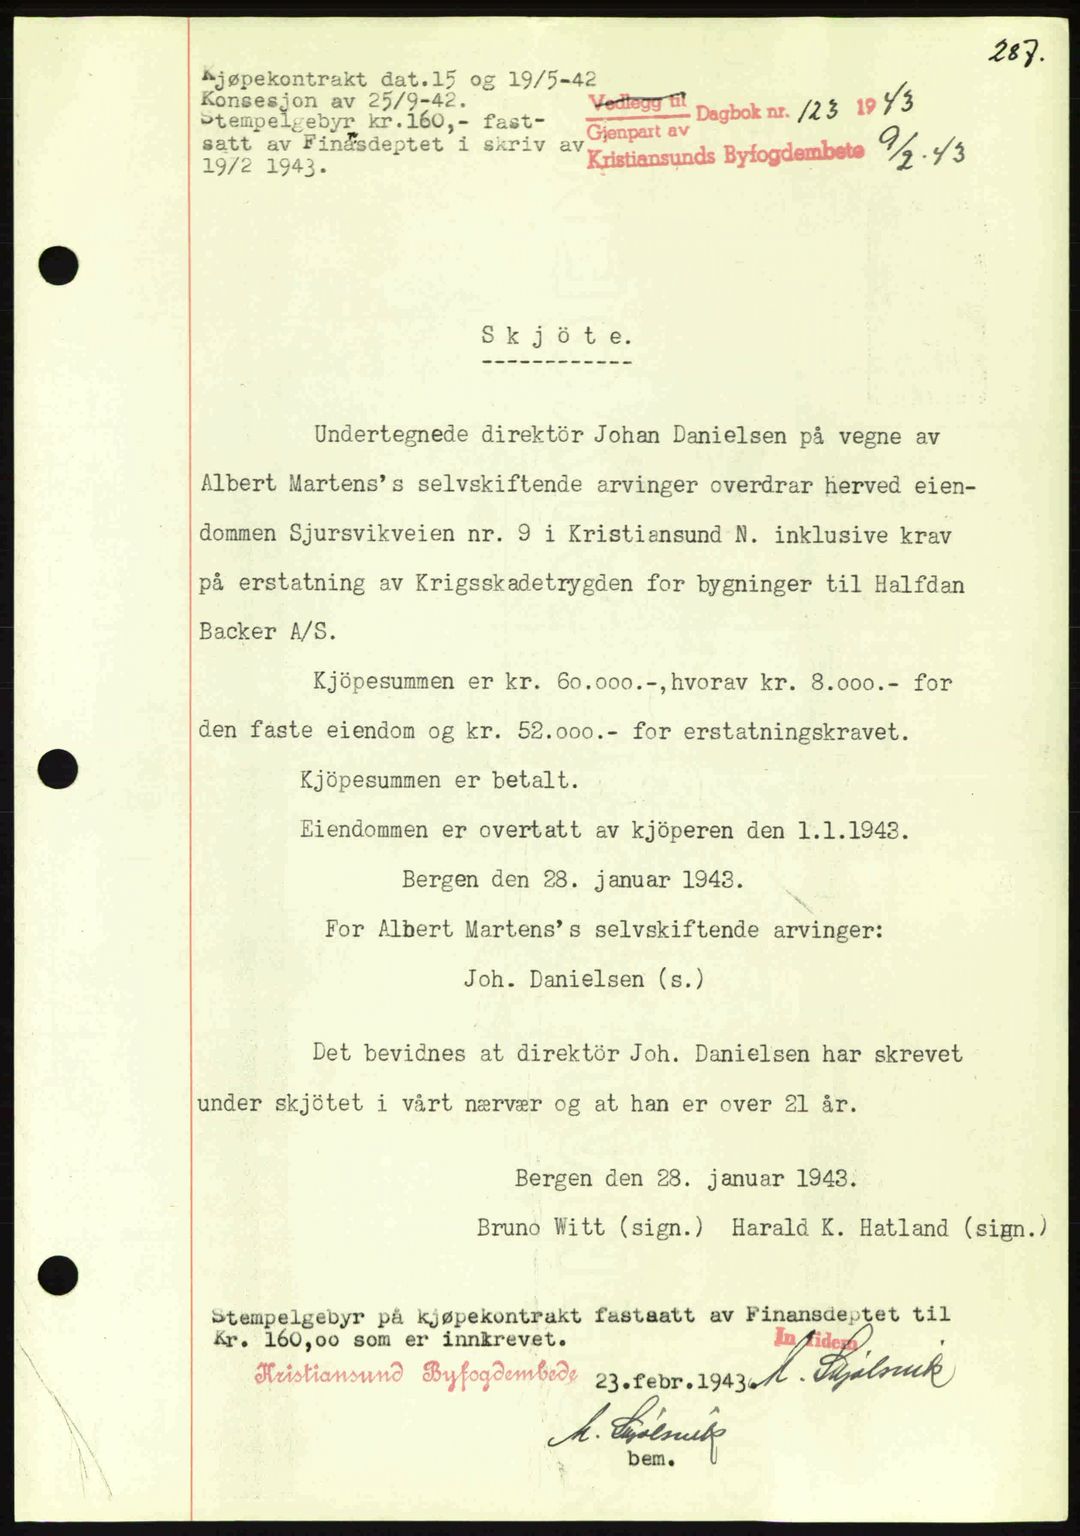 287.
Kjøpekontrakt dat.15 og 19/5-42
Konsesjon av 25/9-42.
Stempelgebyr kr.160,- fast-
satt av Finansdeptet i skriv av
19/2 1943.
Vedlegg til
Gjenpart av
Dagbok nr. 123 1943
Kristiansunds Byfogdembete 9/2.43
S k j ö t e.
------------
Undertegnede direktör Johan Danielsen på vegne av
Albert Martens's selvskiftende arvinger overdrar herved eien-
dommen Sjursvikveien nr. 9 i Kristiansund N. inklusive krav
på erstatning av Krigsskadetrygden for bygninger til Halfdan
Backer A/S.
Kjöpesummen er kr. 60.000.-,hvorav kr. 8.000.- for
den faste eiendom og kr. 52.000.- for erstatningskravet.
Kjöpesummen er betalt.
Eiendommen er overtatt av kjöperen den 1.1.1943.
Bergen den 28. januar 1943.
For Albert Martens's selvskiftende arvinger:
Joh. Danielsen (s.)
Det bevidnes at direktör Joh. Danielsen har skrevet
under skjötet i vårt nærvær og at han er over 21 år.
Bergen den 28. januar 1943.
Bruno Witt (sign.) Harald K. Hatland (sign.)
Stempelgebyr på kjøpekontrakt fastsatt av Finansdeptet til
Kr. 160,00 som er innkrevet.
In fidem
Kristiansund Byfogdembede 23.febr.1943. M. Skjølsvik
M. Skjølsvik
bem.